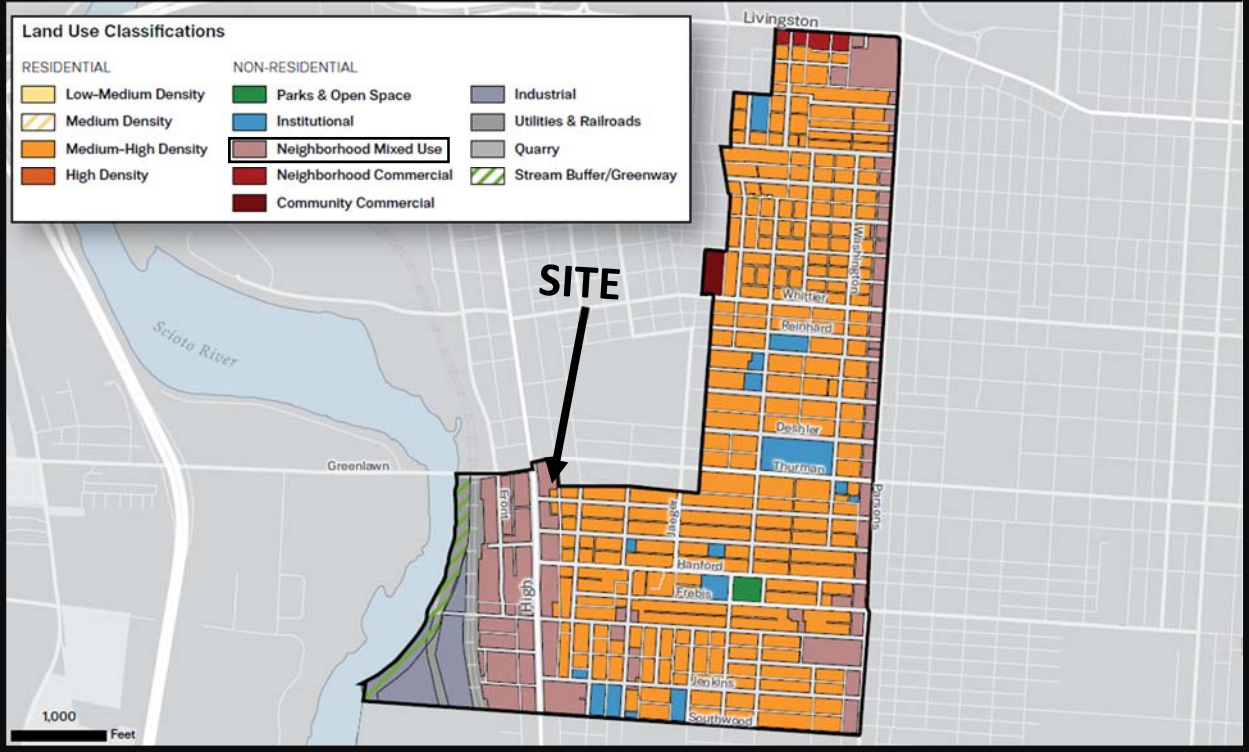 Livingston
Land Use Classifications
RESIDENTIAL
NON-RESIDENTIAL
Low-Medium Density
Medium Density
Medium-High Density
High Density
Parks & Open Space
Institutional
Neighborhood Mixed Use
Neighborhood Commercial
Community Commercial
Industrial
Utilities & Railroads
Quarry
Stream Buffer/Greenway
Washington
SITE
Whittier
Reinhard
Scioto River
Deshler
Greenlawn
Thurman
Parsons
Front
Jaeger
Hanford
High
Frebis
Jenkins
Southwood
1,000
Feet